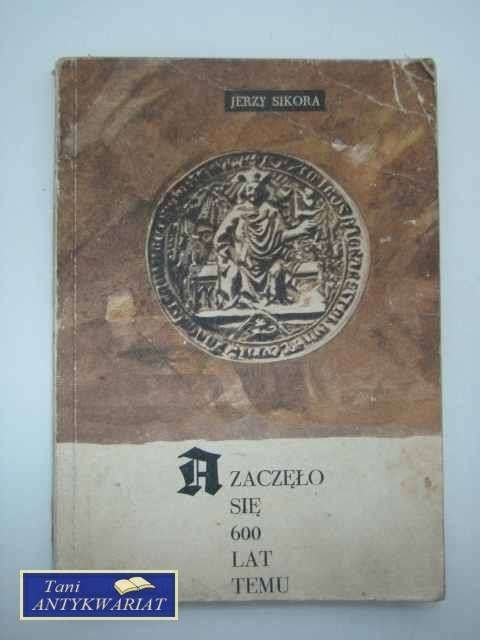 JERZY SIKORA
A ZACZĘŁO
SIĘ
600
LAT
TEMU
Tani
ANTYKWARIAT